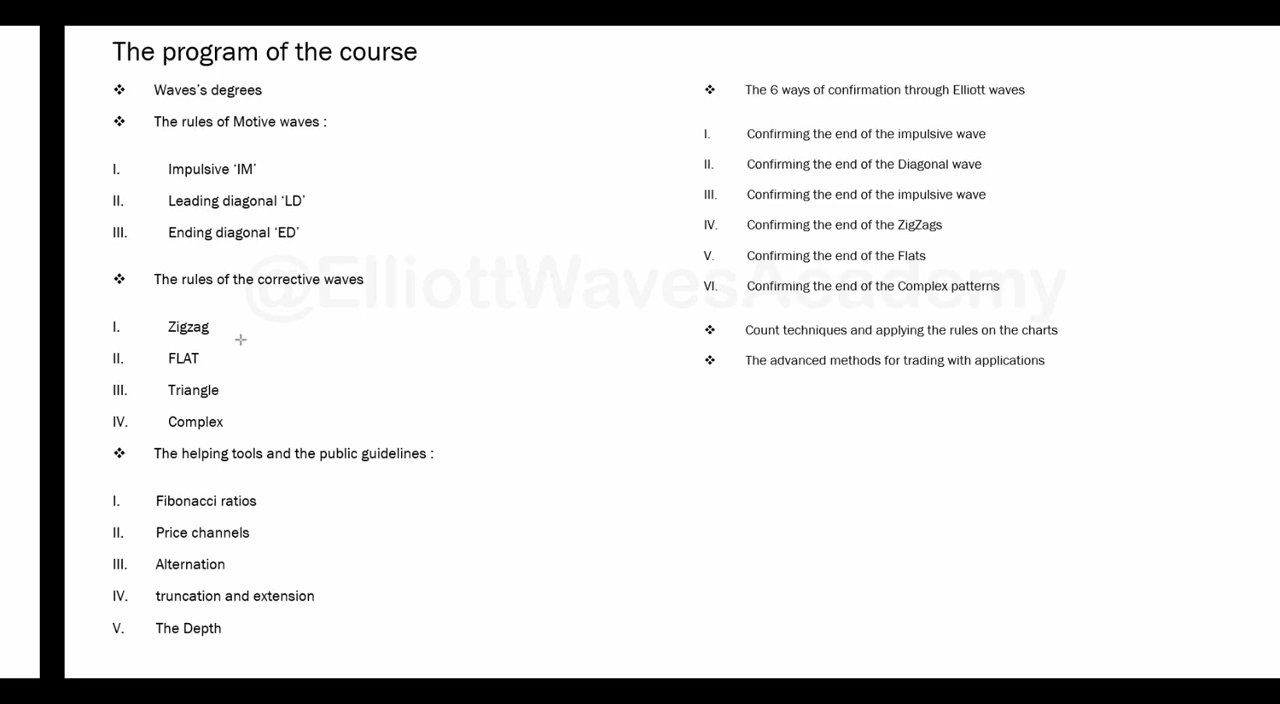 The program of the course
❖ Waves's degrees
❖ The rules of Motive waves :
I. Impulsive ‘IM’
II. Leading diagonal ‘LD’
III. Ending diagonal ‘ED’
❖ The rules of the corrective waves
I. Zigzag
II. FLAT
III. Triangle
IV. Complex
❖ The helping tools and the public guidelines :
I. Fibonacci ratios
II. Price channels
III. Alternation
IV. truncation and extension
V. The Depth
❖ The 6 ways of confirmation through Elliott waves
I. Confirming the end of the impulsive wave
II. Confirming the end of the Diagonal wave
III. Confirming the end of the impulsive wave
IV. Confirming the end of the ZigZags
V. Confirming the end of the Flats
VI. Confirming the end of the Complex patterns
❖ Count techniques and applying the rules on the charts
❖ The advanced methods for trading with applications
@ElliottWavesAcademy